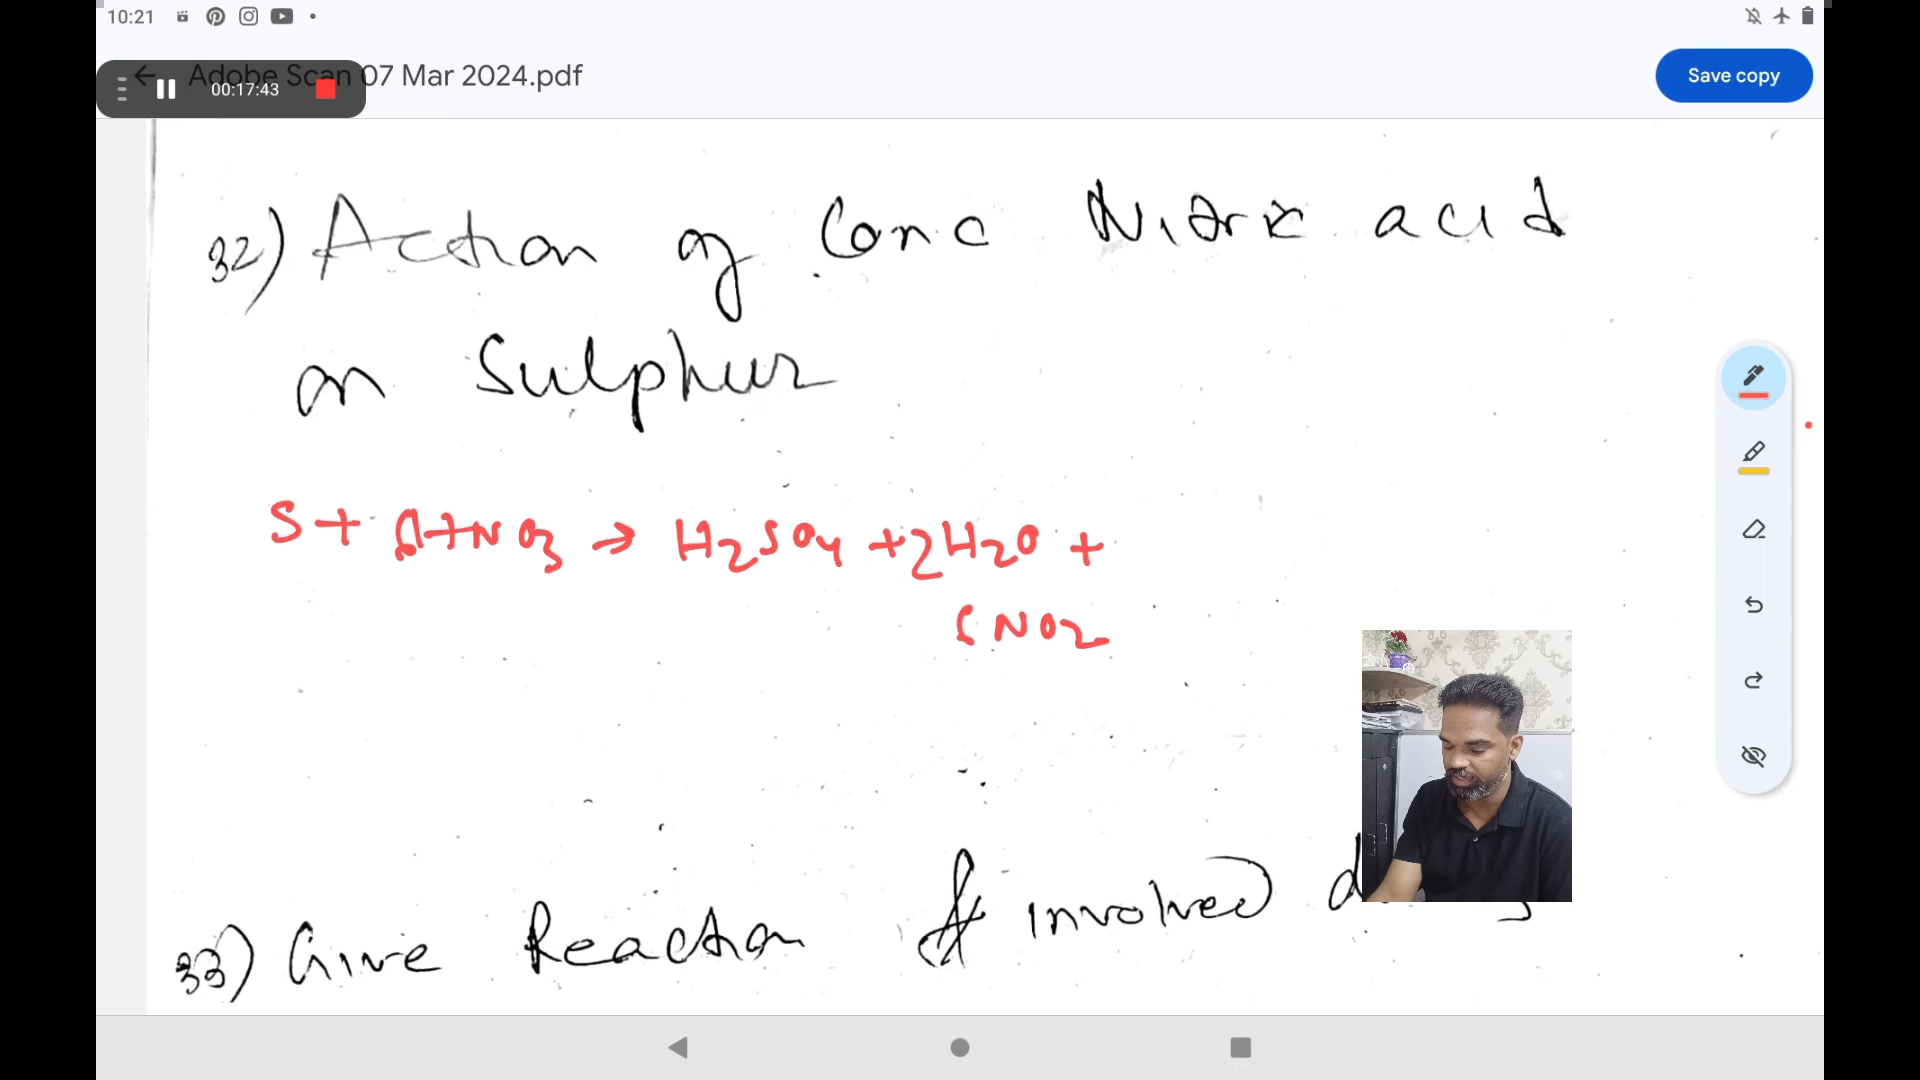 10:21
Adobe Scan 07 Mar 2024.pdf
00:17:43
Save copy
32) Action of Conc Nitric acid
on Sulphur
S + 6HNO3 → H2SO4 + 2H2O +
6NO2
33) Give Reaction involved